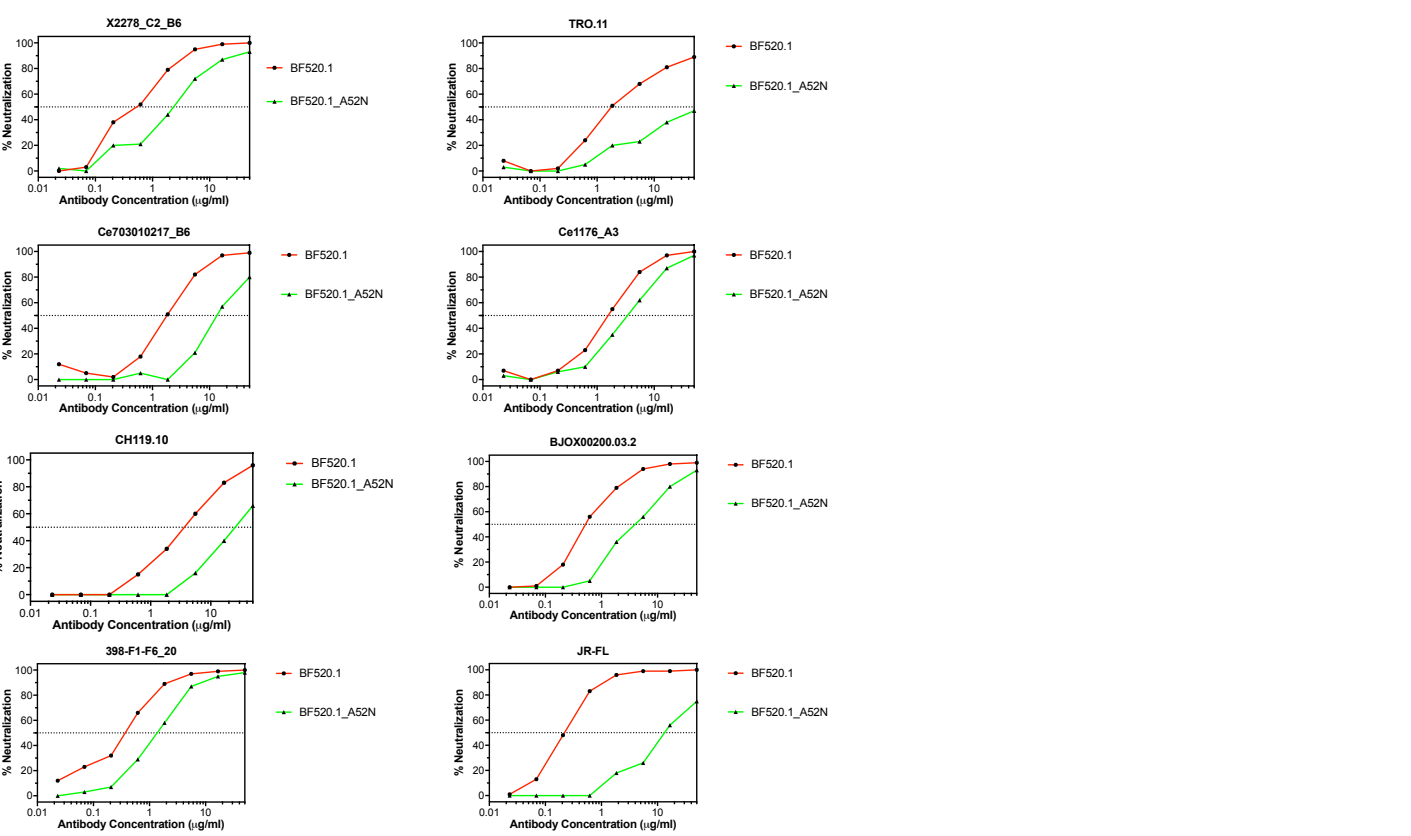 X2278_C2_B6
% Neutralization
100
80
60
40
20
0
0.01 0.1 1 10
Antibody Concentration (μg/ml)
BF520.1
BF520.1_A52N
TRO.11
% Neutralization
100
80
60
40
20
0
0.01 0.1 1 10
Antibody Concentration (μg/ml)
BF520.1
BF520.1_A52N
Ce703010217_B6
% Neutralization
100
80
60
40
20
0
0.01 0.1 1 10
Antibody Concentration (μg/ml)
BF520.1
BF520.1_A52N
Ce1176_A3
% Neutralization
100
80
60
40
20
0
0.01 0.1 1 10
Antibody Concentration (μg/ml)
BF520.1
BF520.1_A52N
CH119.10
% Neutralization
100
80
60
40
20
0
0.01 0.1 1 10
Antibody Concentration (μg/ml)
BF520.1
BF520.1_A52N
BJOX00200.03.2
% Neutralization
100
80
60
40
20
0
0.01 0.1 1 10
Antibody Concentration (μg/ml)
BF520.1
BF520.1_A52N
398-F1-F6_20
% Neutralization
100
80
60
40
20
0
0.01 0.1 1 10
Antibody Concentration (μg/ml)
BF520.1
BF520.1_A52N
JR-FL
% Neutralization
100
80
60
40
20
0
0.01 0.1 1 10
Antibody Concentration (μg/ml)
BF520.1
BF520.1_A52N